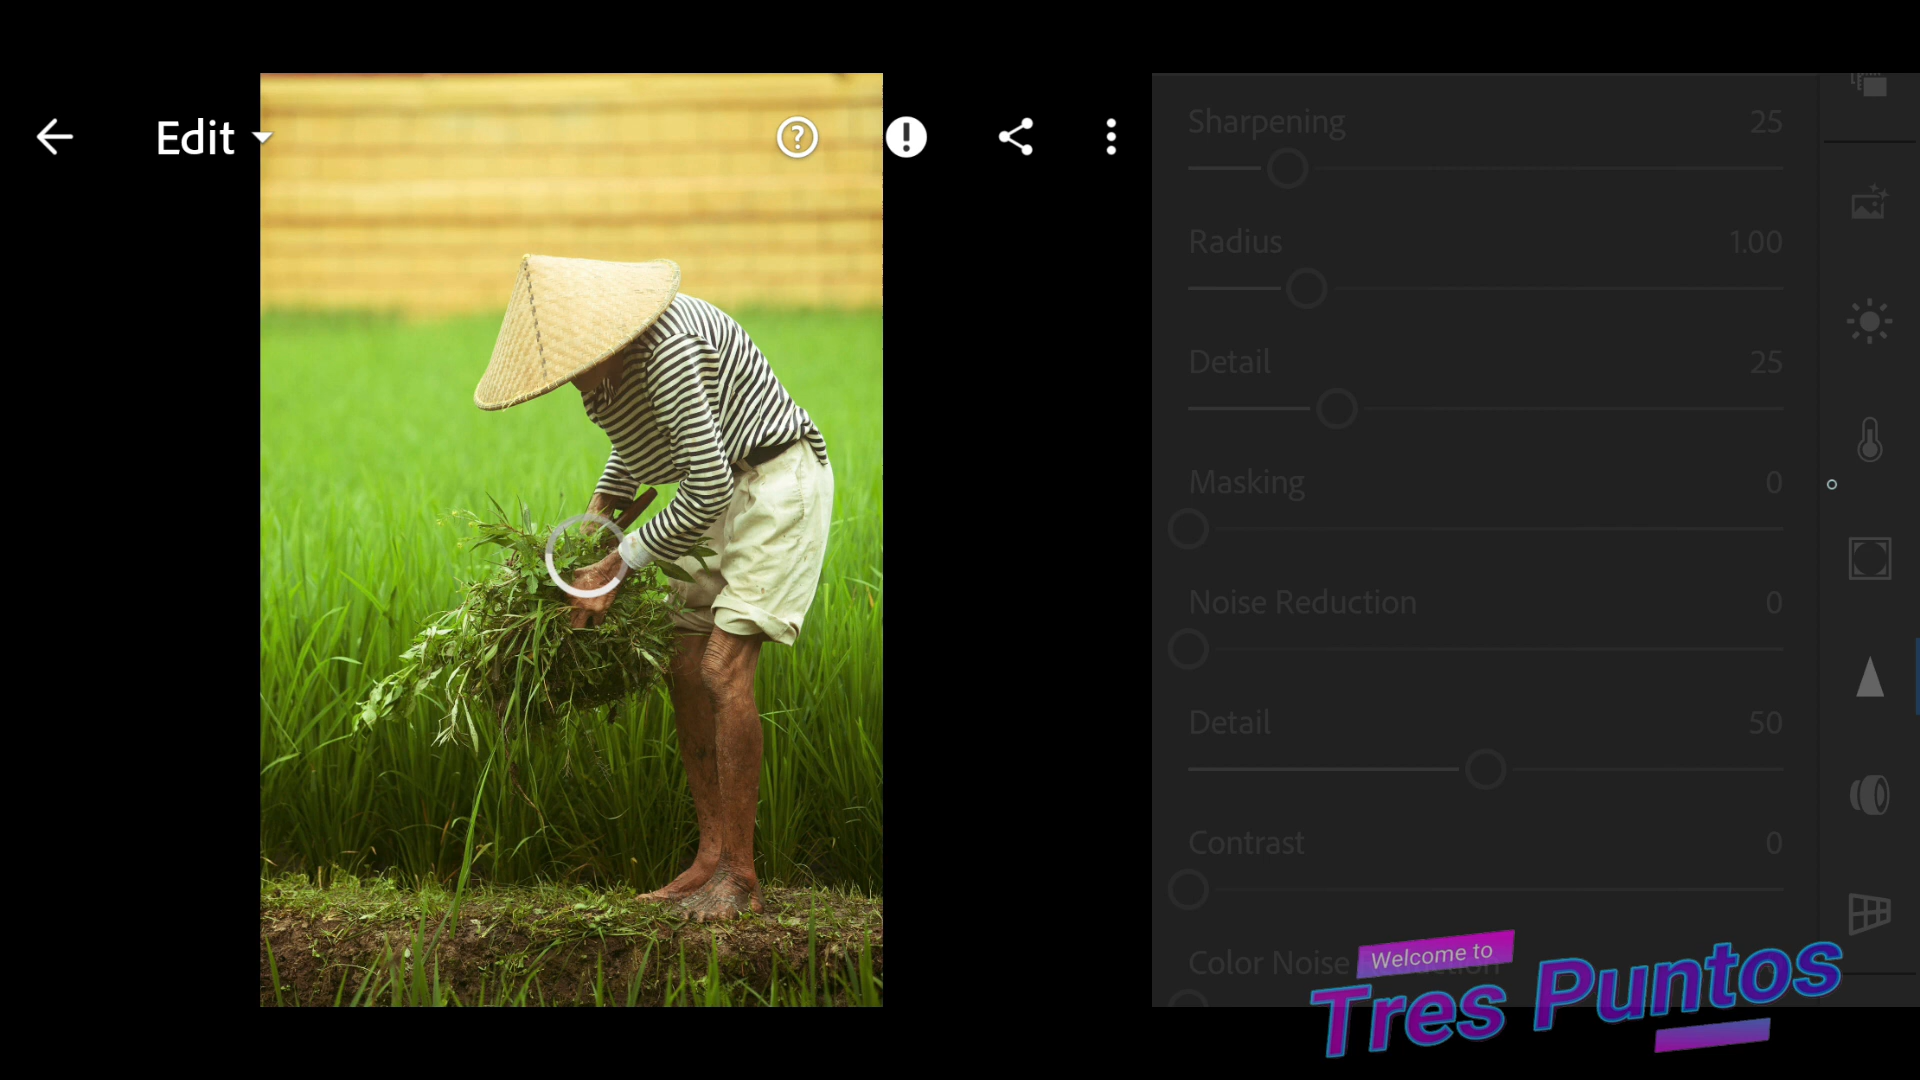 Edit
Sharpening 25
Radius 1.00
Detail 25
Masking 0
Noise Reduction 0
Detail 50
Contrast 0
Color Noise
Welcome to
Tres Puntos